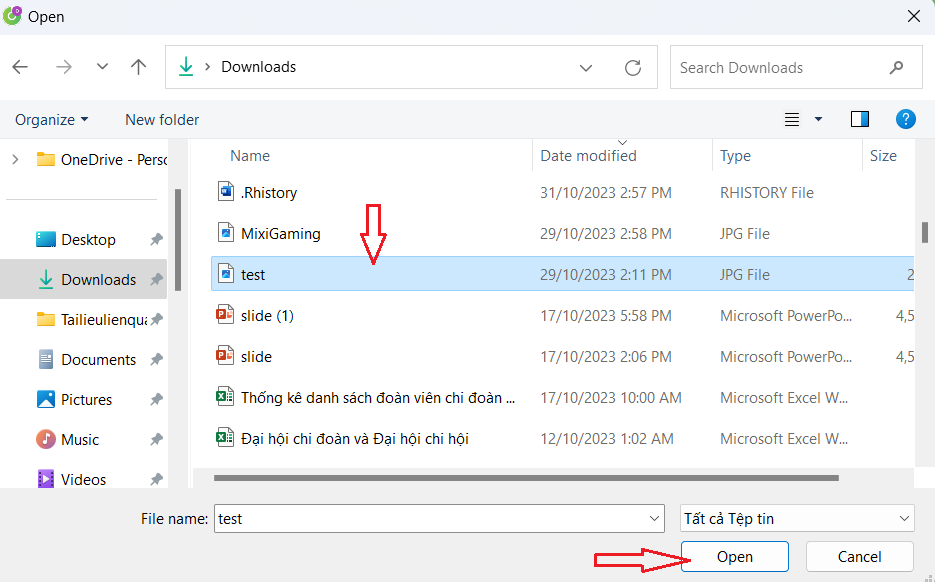 Open
Downloads
Search Downloads
Organize
New folder
OneDrive - Perso
Desktop
Downloads
Tailieulienqua
Documents
Pictures
Music
Videos
Name Date modified Type Size
.Rhistory 31/10/2023 2:57 PM RHISTORY File
MixiGaming 29/10/2023 2:58 PM JPG File
test 29/10/2023 2:11 PM JPG File 2
slide (1) 17/10/2023 5:58 PM Microsoft PowerPo... 4,5
slide 17/10/2023 2:06 PM Microsoft PowerPo... 4,5
Thống kê danh sách đoàn viên chi đoàn ... 17/10/2023 10:00 AM Microsoft Excel W...
Đại hội chi đoàn và Đại hội chi hội 12/10/2023 1:02 AM Microsoft Excel W...
File name: test Tất cả Tệp tin
Open Cancel